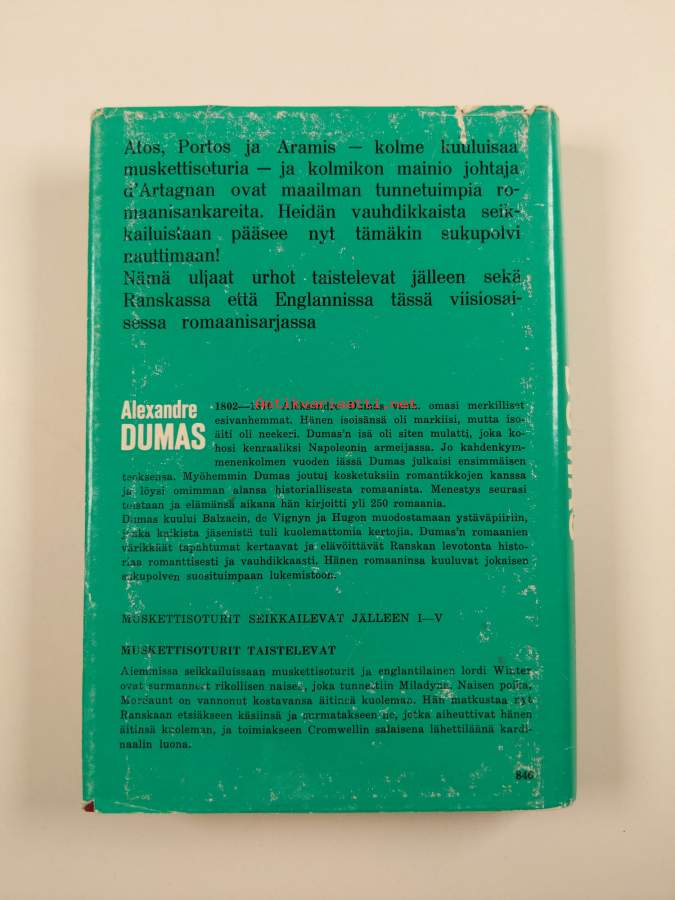 Atos, Portos ja Aramis — kolme kuuluisaa
muskettisoturia — ja kolmikon mainio johtaja
d'Artagnan ovat maailman tunnetuimpia ro-
maanisankareita. Heidän vauhdikkaista seik-
kailuistaan pääsee nyt tämäkin sukupolvi
nauttimaan!
Nämä uljaat urhot taistelevat jälleen sekä
Ranskassa että Englannissa tässä viisiosai-
sessa romaanisarjassa
Alexandre
DUMAS
1802— omasi merkilliset
Antikvariaatti.net
esivanhemmat. Hänen isoisänsä oli markiisi, mutta iso-
äiti oli neekeri. Dumas'n isä oli siten mulatti, joka ko-
hosi kenraaliksi Napoleonin armeijassa. Jo kahdenkym-
menenkolmen vuoden iässä Dumas julkaisi ensimmäisen
teoksensa. Myöhemmin Dumas joutui kosketuksiin romantikkojen kanssa
ja löysi omimman alansa historiallisesta romaanista. Menestys seurasi
toistaan ja elämänsä aikana hän kirjoitti yli 250 romaania.
Dumas kuului Balzacin, de Vignyn ja Hugon muodostamaan ystäväpiiriin,
jonka kaikista jäsenistä tuli kuolemattomia kertojia. Dumas'n romaanien
värikkäät tapahtumat kertaavat ja elävöittävät Ranskan levotonta histo-
riaa romanttisesti ja vauhdikkaasti. Hänen romaaninsa kuuluvat jokaisen
sukupolven suosituimpaan lukemistoon.
MUSKETTISOTURIT SEIKKAILEVAT JÄLLEEN I—V
MUSKETTISOTURIT TAISTELEVAT
Aiemmissa seikkailuissaan muskettisoturit ja englantilainen lordi Winter
ovat surmanneet rikollisen naisen, joka tunnettiin Miladyna. Naisen poika,
Mordaunt on vannonut kostavansa äitinsä kuoleman. Hän matkustaa nyt
Ranskaan etsiäkseen käsiinsä ja surmatakseen ne, jotka aiheuttivat hänen
äitinsä kuoleman, ja toimiakseen Cromwellin salaisena lähettiläänä kardi-
naalin luona.
846